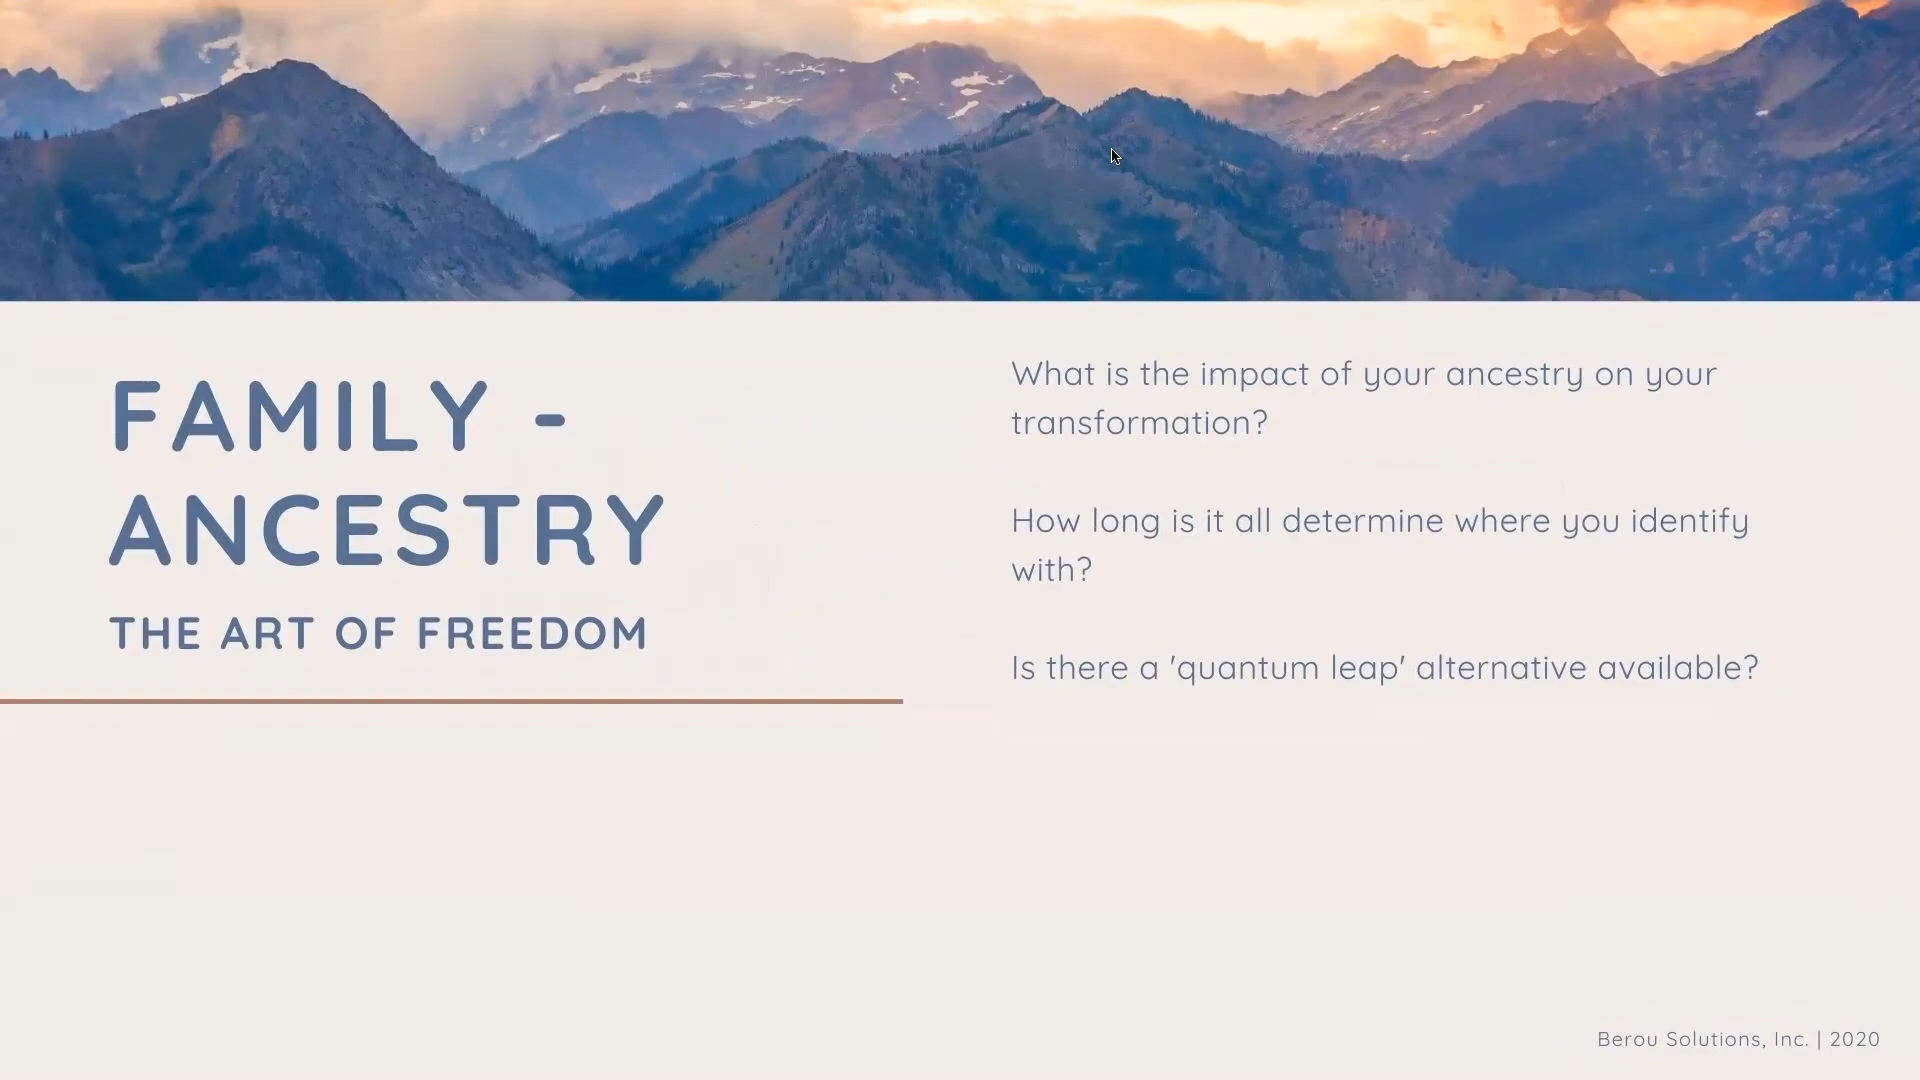 FAMILY -
ANCESTRY
THE ART OF FREEDOM
What is the impact of your ancestry on your
transformation?
How long is it all determine where you identify
with?
Is there a 'quantum leap' alternative available?
Berou Solutions, Inc. | 2020